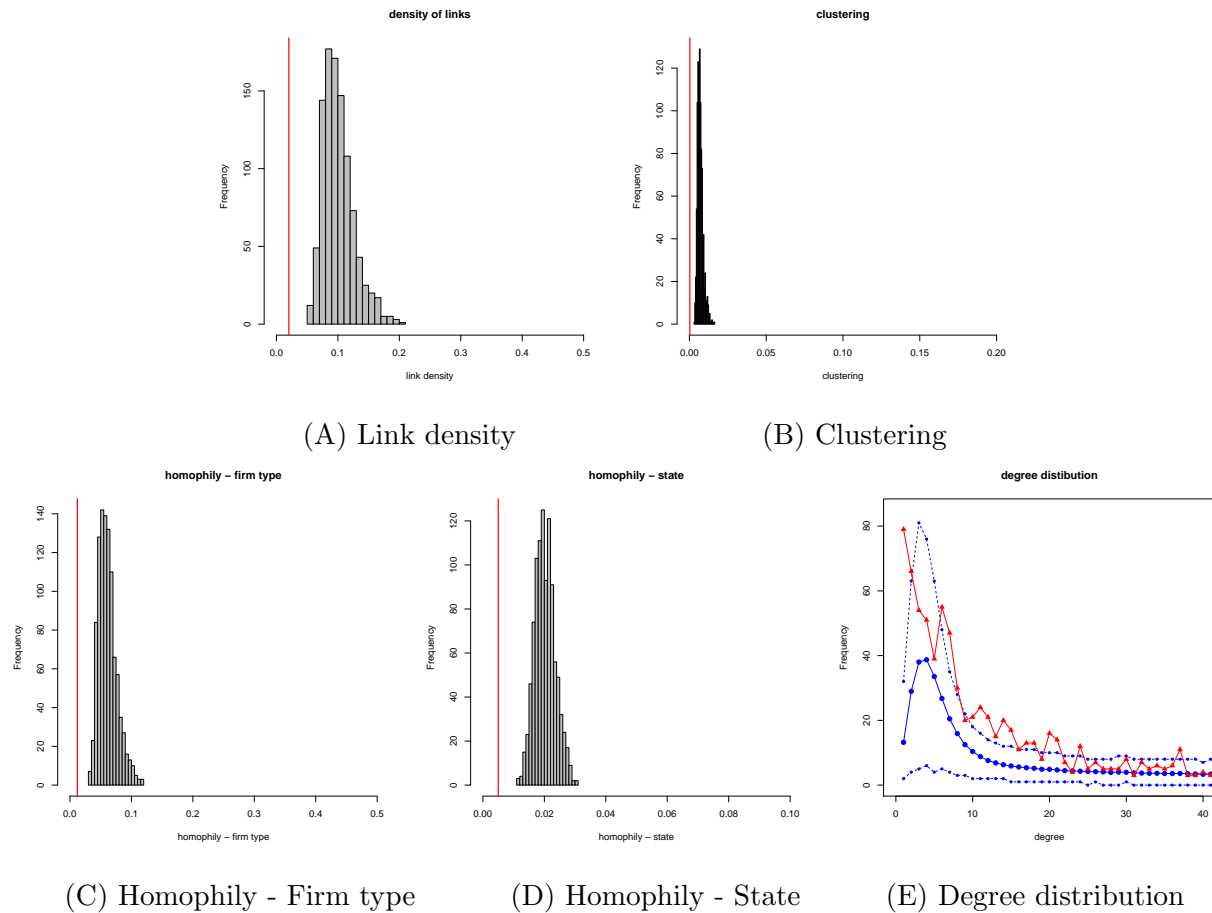 density of links
Frequency
0 50 100 150
0.0 0.1 0.2 0.3 0.4 0.5
link density
(A) Link density
clustering
Frequency
0 20 40 60 80 100 120
0.00 0.05 0.10 0.15 0.20
clustering
(B) Clustering
homophily − firm type
Frequency
0 20 40 60 80 100 120 140
0.0 0.1 0.2 0.3 0.4 0.5
homophily − firm type
(C) Homophily - Firm type
homophily − state
Frequency
0 20 40 60 80 100 120
0.00 0.02 0.04 0.06 0.08 0.10
homophily − state
(D) Homophily - State
degree distibution
Frequency
0 20 40 60 80
0 10 20 30 40
degree
(E) Degree distribution